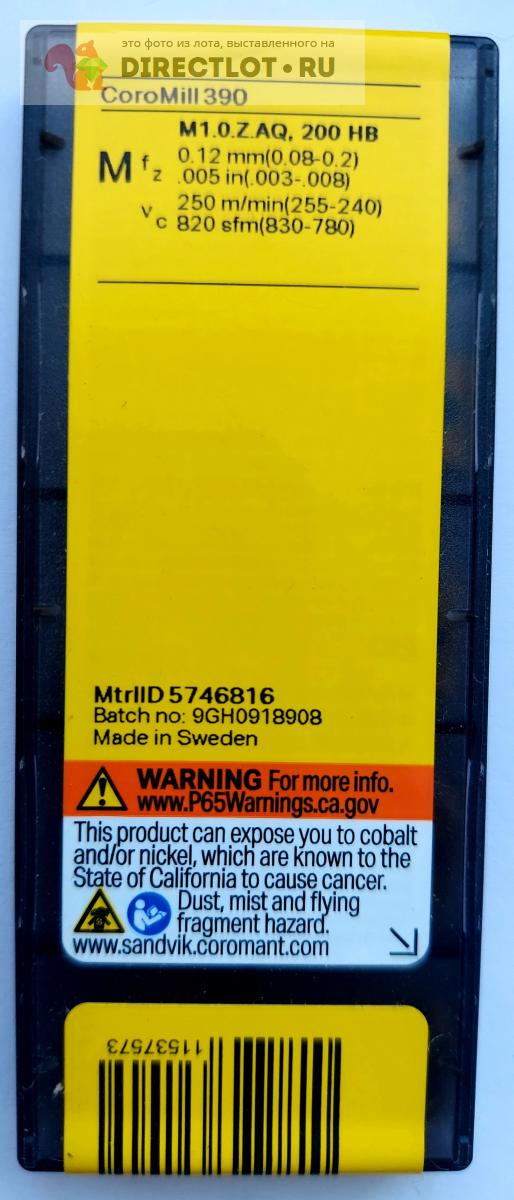 это фото из лота, выставленного на
DIRECTLOT.RU
CoroMill 390
M1.0.Z.AQ, 200 HB
M fz 0.12 mm(0.08-0.2)
.005 in(.003-.008)
vc 250 m/min(255-240)
820 sfm(830-780)
MtrlID 5746816
Batch no: 9GH0918908
Made in Sweden
WARNING For more info.
www.P65Warnings.ca.gov
This product can expose you to cobalt
and/or nickel, which are known to the
State of California to cause cancer.
Dust, mist and flying
fragment hazard.
www.sandvik.coromant.com
11537573